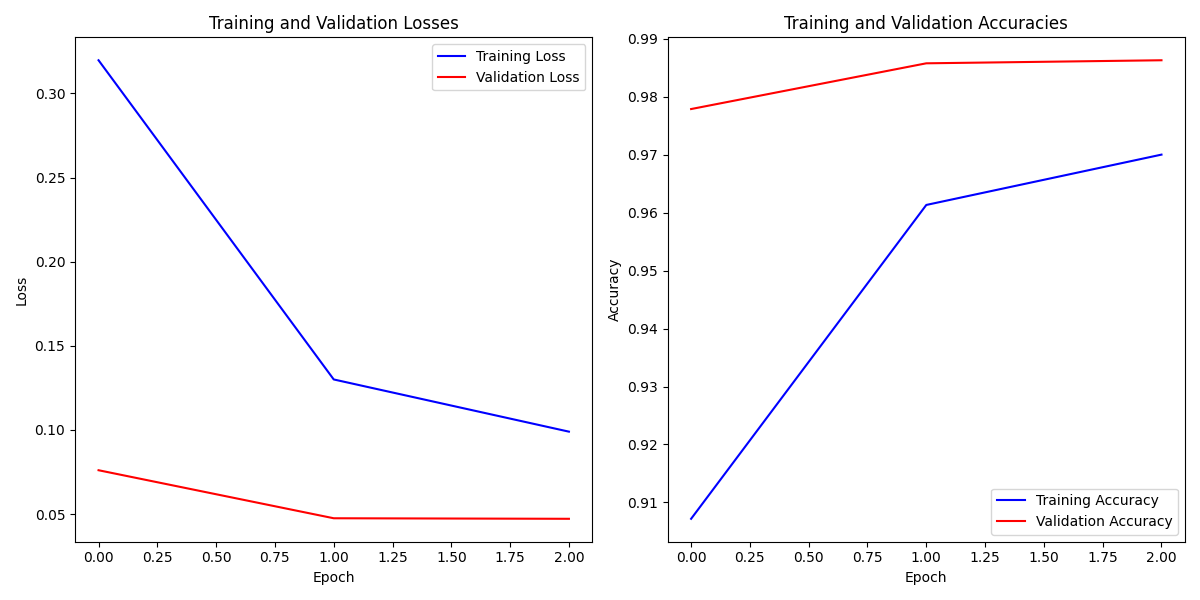 Training and Validation Losses
Training Loss
Validation Loss
0.30
0.25
0.20
0.15
0.10
0.05
Loss
0.00 0.25 0.50 0.75 1.00 1.25 1.50 1.75 2.00
Epoch
Training and Validation Accuracies
0.99
0.98
0.97
0.96
0.95
0.94
0.93
0.92
0.91
Accuracy
Training Accuracy
Validation Accuracy
0.00 0.25 0.50 0.75 1.00 1.25 1.50 1.75 2.00
Epoch